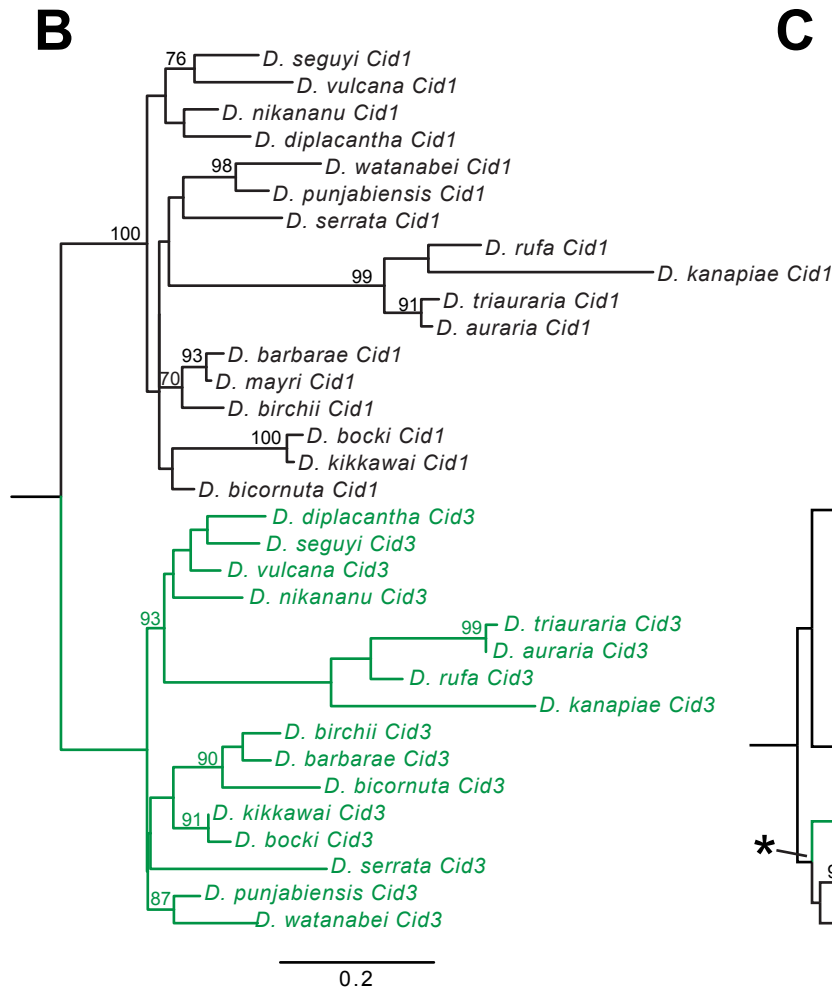 B
C
76
D. seguyi Cid1
D. vulcana Cid1
D. nikananu Cid1
D. diplacantha Cid1
98
D. watanabei Cid1
D. punjabiensis Cid1
D. serrata Cid1
100
D. rufa Cid1
99
D. kanapiae Cid1
91
D. triauraria Cid1
D. auraria Cid1
93
D. barbarae Cid1
70
D. mayri Cid1
D. birchii Cid1
100
D. bocki Cid1
D. kikkawai Cid1
D. bicornuta Cid1
D. diplacantha Cid3
D. seguyi Cid3
D. vulcana Cid3
D. nikananu Cid3
93
99
D. triauraria Cid3
D. auraria Cid3
D. rufa Cid3
D. kanapiae Cid3
D. birchii Cid3
90
D. barbarae Cid3
D. bicornuta Cid3
91
D. kikkawai Cid3
D. bocki Cid3
*
D. serrata Cid3
87
D. punjabiensis Cid3
D. watanabei Cid3
0.2